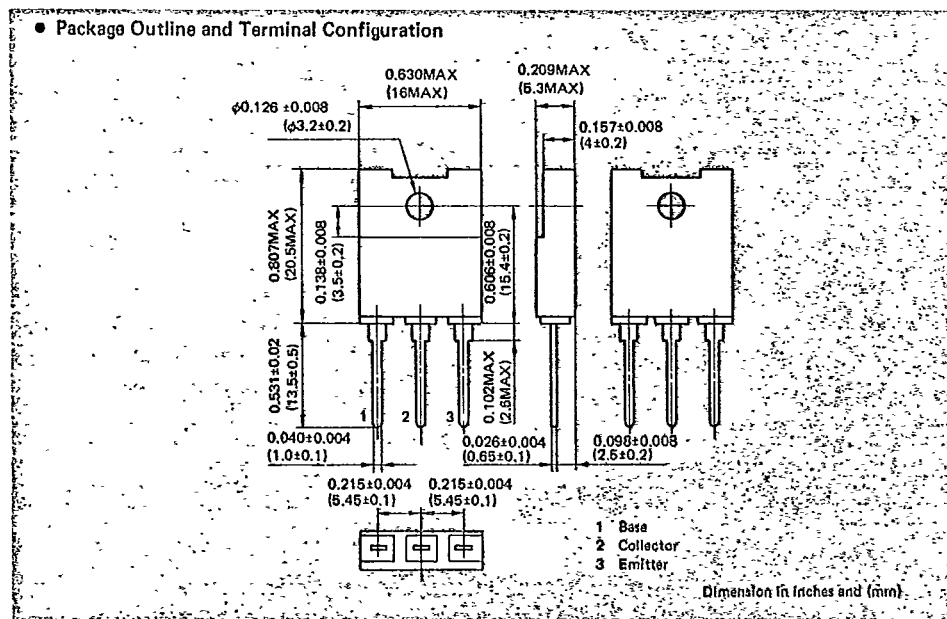 ● Package Outline and Terminal Configuration
0.630MAX
(16MAX)
0.209MAX
(5.3MAX)
φ0.126 ±0.008
(φ3.2±0.2)
0.157±0.008
(4±0.2)
0.807MAX
(20.5MAX)
0.138±0.008
(3.5±0.2)
0.606±0.008
(15.4±0.2)
0.531±0.02
(13.5±0.5)
0.102MAX
(2.6MAX)
1 2 3
0.040±0.004
(1.0±0.1)
0.026±0.004
(0.65±0.1)
0.098±0.008
(2.5±0.2)
0.215±0.004
(5.45±0.1)
0.215±0.004
(5.45±0.1)
1 Base
2 Collector
3 Emitter
Dimension in inches and (mm)